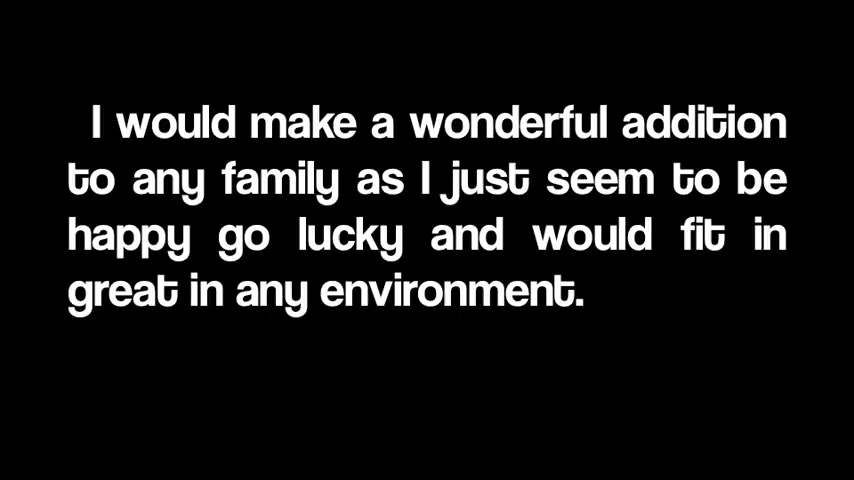 I would make a wonderful addition
to any family as I just seem to be
happy go lucky and would fit in
great in any environment.